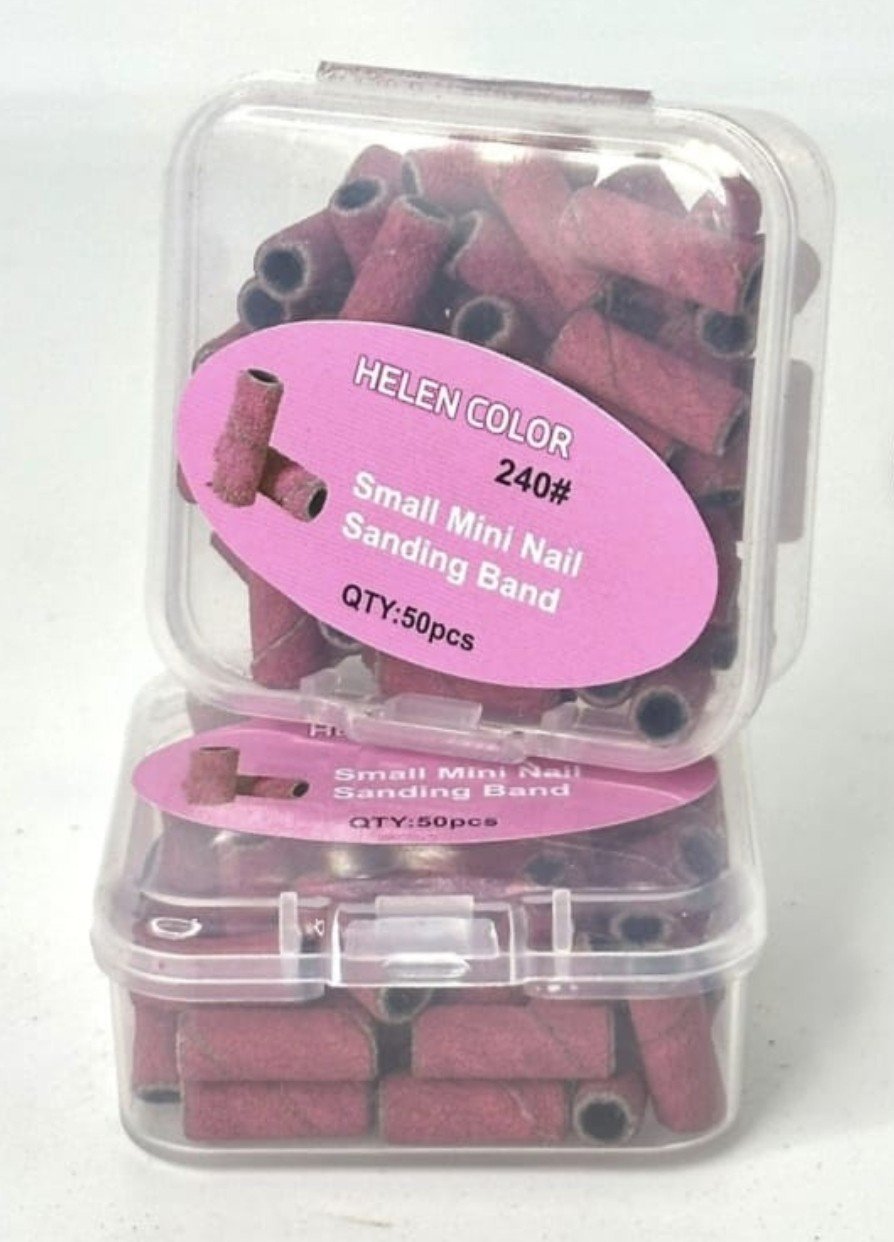 HELEN COLOR
240#
Small Mini Nail
Sanding Band
QTY:50pcs
Small Mini Nail
Sanding Band
QTY:50pcs